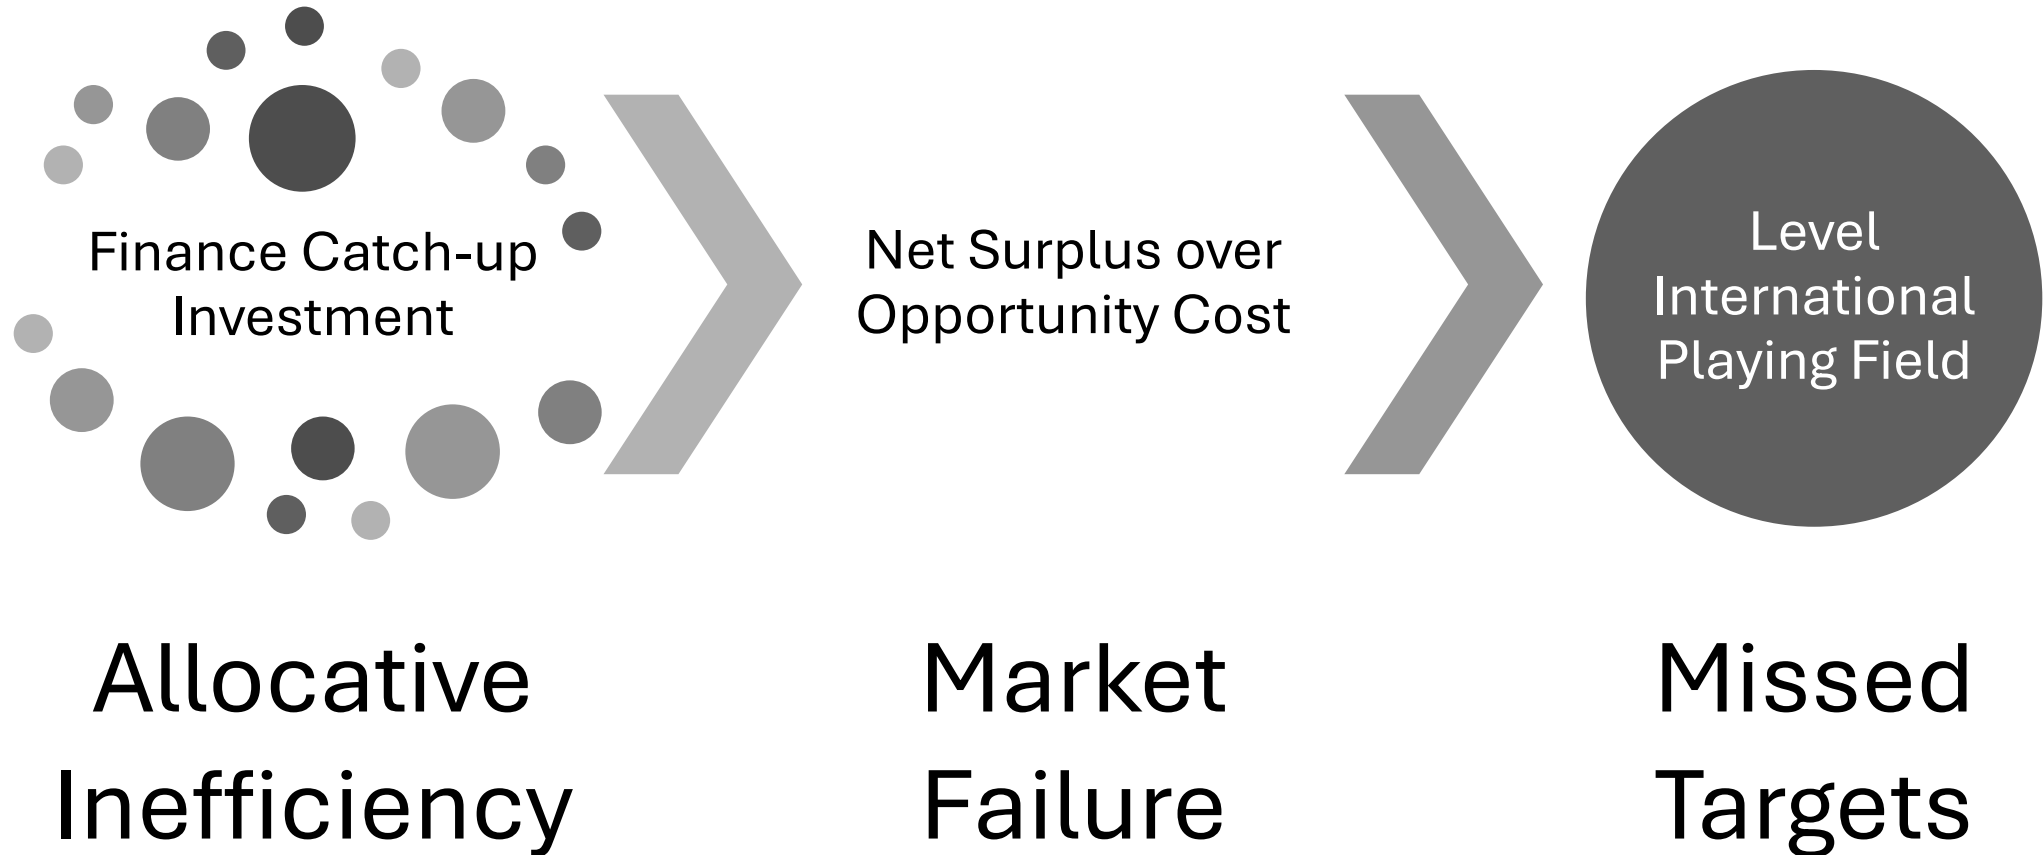 Finance Catch-up
Investment
Net Surplus over
Opportunity Cost
Level
International
Playing Field
Allocative
Inefficiency
Market
Failure
Missed
Targets